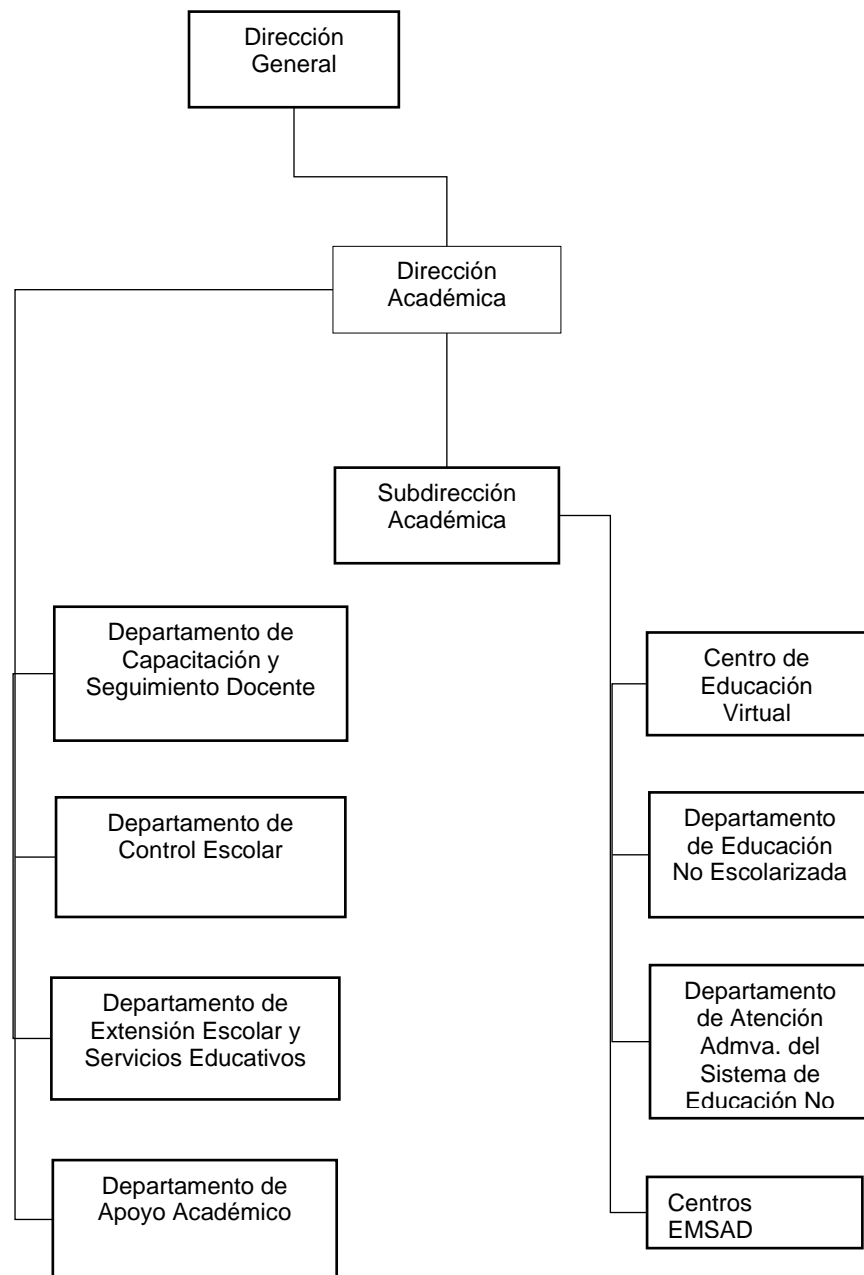 Dirección
General
Dirección
Académica
Subdirección
Académica
Departamento de
Capacitación y
Seguimiento Docente
Departamento de
Control Escolar
Departamento de
Extensión Escolar y
Servicios Educativos
Departamento de
Apoyo Académico
Centro de
Educación
Virtual
Departamento
de Educación
No Escolarizada
Departamento
de Atención
Admva. del
Sistema de
Educación No
Centros
EMSAD